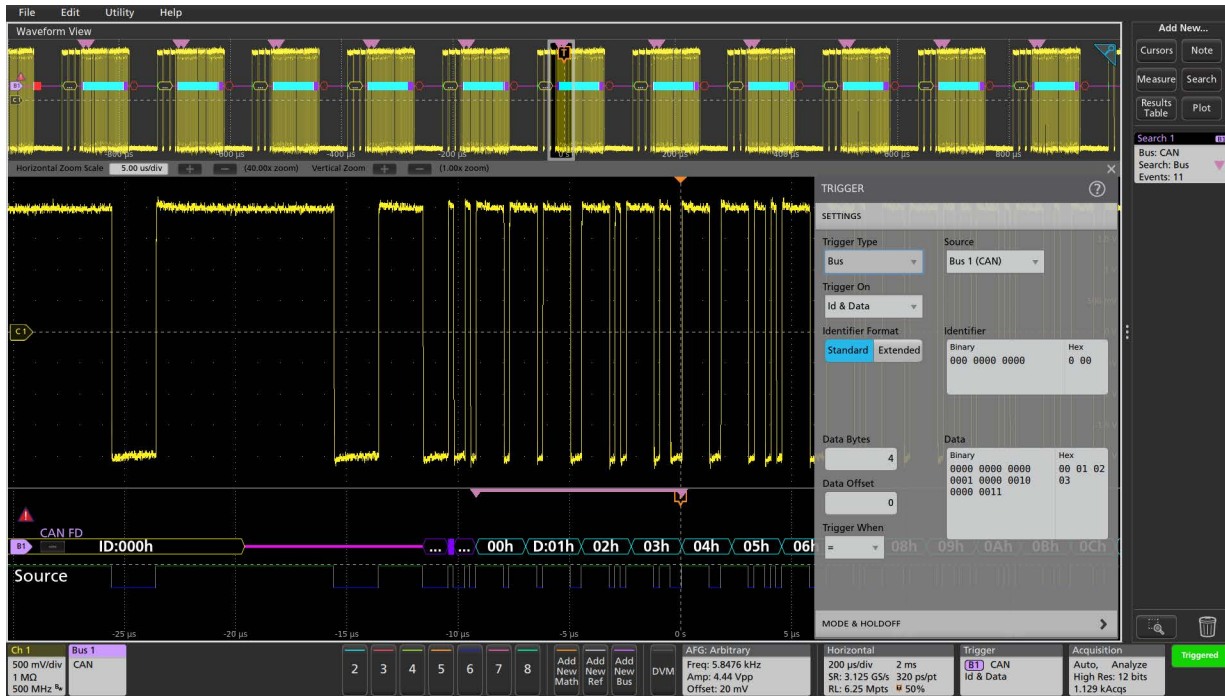 File Edit Utility Help
Waveform View
Add New...
Cursors Note
Measure Search
Results Table Plot
Search 1 B1
Bus: CAN
Search: Bus
Events: 11
B1
C1
T
-800 µs -600 µs -400 µs -200 µs 0 s 200 µs 400 µs 600 µs 800 µs
Horizontal Zoom Scale 5.00 us/div + − (40.00x zoom) Vertical Zoom + − (1.00x zoom)
TRIGGER ?
SETTINGS
Trigger Type Source
Bus Bus 1 (CAN)
Trigger On
Id & Data
Identifier Format Identifier
Standard Extended
Binary Hex
000 0000 0000 0 00
C1
Data Bytes Data
4
Binary Hex
0000 0000 0000 00 01 02
0001 0000 0010 03
0000 0011
Data Offset
0
Trigger When
=
MODE & HOLDOFF
CAN FD
B1 ID:000h ... ... 00h D:01h 02h 03h 04h 05h 06h 08h 09h 0Ah 0Bh 0Ch
Source
-25 µs -20 µs -15 µs -10 µs -5 µs 0 s 5 µs
Ch 1
500 mV/div
1 MΩ
500 MHz Bw
Bus 1
CAN
2 3 4 5 6 7 8
Add New Math
Add New Ref
Add New Bus
DVM
AFG: Arbitrary
Freq: 5.8476 kHz
Amp: 4.44 Vpp
Offset: 20 mV
Horizontal
200 µs/div 2 ms
SR: 3.125 GS/s 320 ps/pt
RL: 6.25 Mpts 50%
Trigger
B1 CAN
Id & Data
Acquisition
Auto, Analyze
High Res: 12 bits
1.129 kAcqs
Triggered